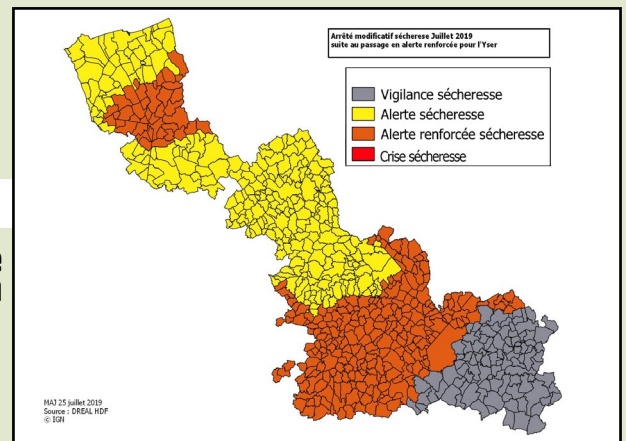 Arrêté modificatif sécherese Juillet 2019
suite au passage en alerte renforcée pour l'Yser
Vigilance sécheresse
Alerte sécheresse
Alerte renforcée sécheresse
Crise sécheresse
MAJ 25 juillet 2019
Source : DREAL HDF
© IGN